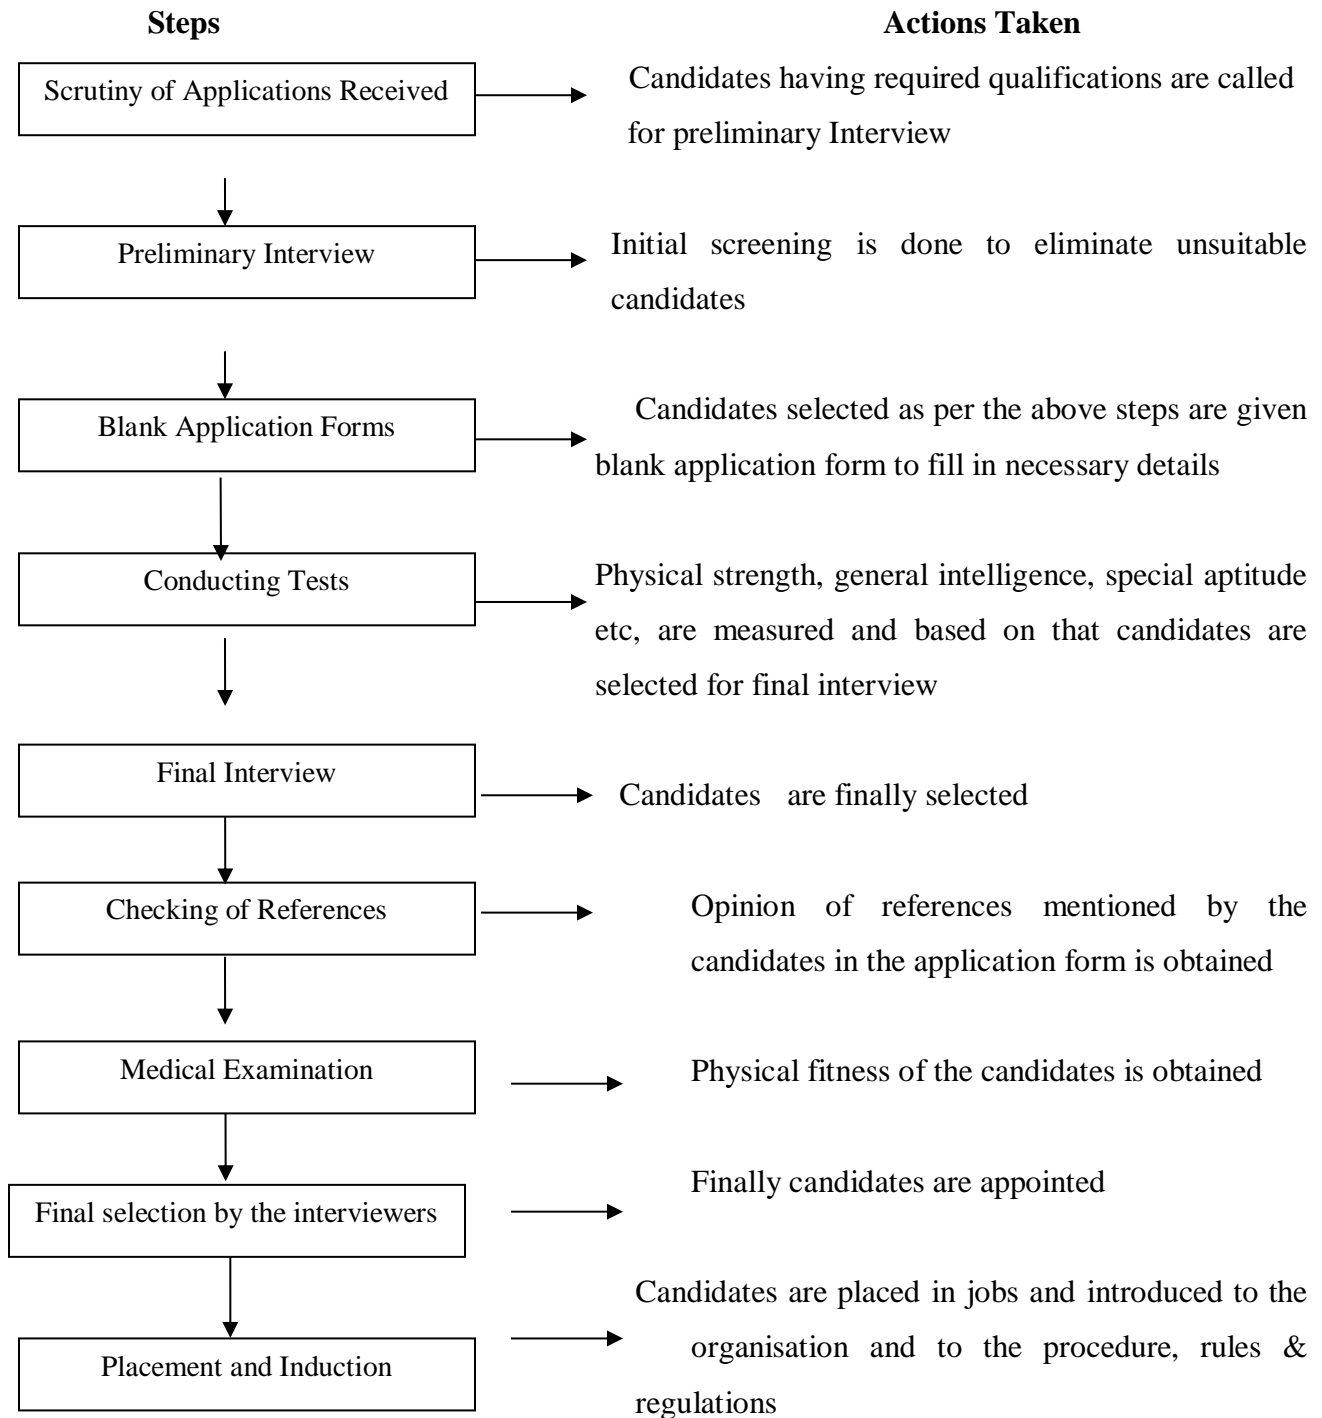 Steps
Actions Taken
Scrutiny of Applications Received
Candidates having required qualifications are called
for preliminary Interview
Preliminary Interview
Initial screening is done to eliminate unsuitable
candidates
Blank Application Forms
Candidates selected as per the above steps are given
blank application form to fill in necessary details
Conducting Tests
Physical strength, general intelligence, special aptitude
etc, are measured and based on that candidates are
selected for final interview
Final Interview
Candidates are finally selected
Checking of References
Opinion of references mentioned by the
candidates in the application form is obtained
Medical Examination
Physical fitness of the candidates is obtained
Final selection by the interviewers
Finally candidates are appointed
Placement and Induction
Candidates are placed in jobs and introduced to the
organisation and to the procedure, rules &
regulations